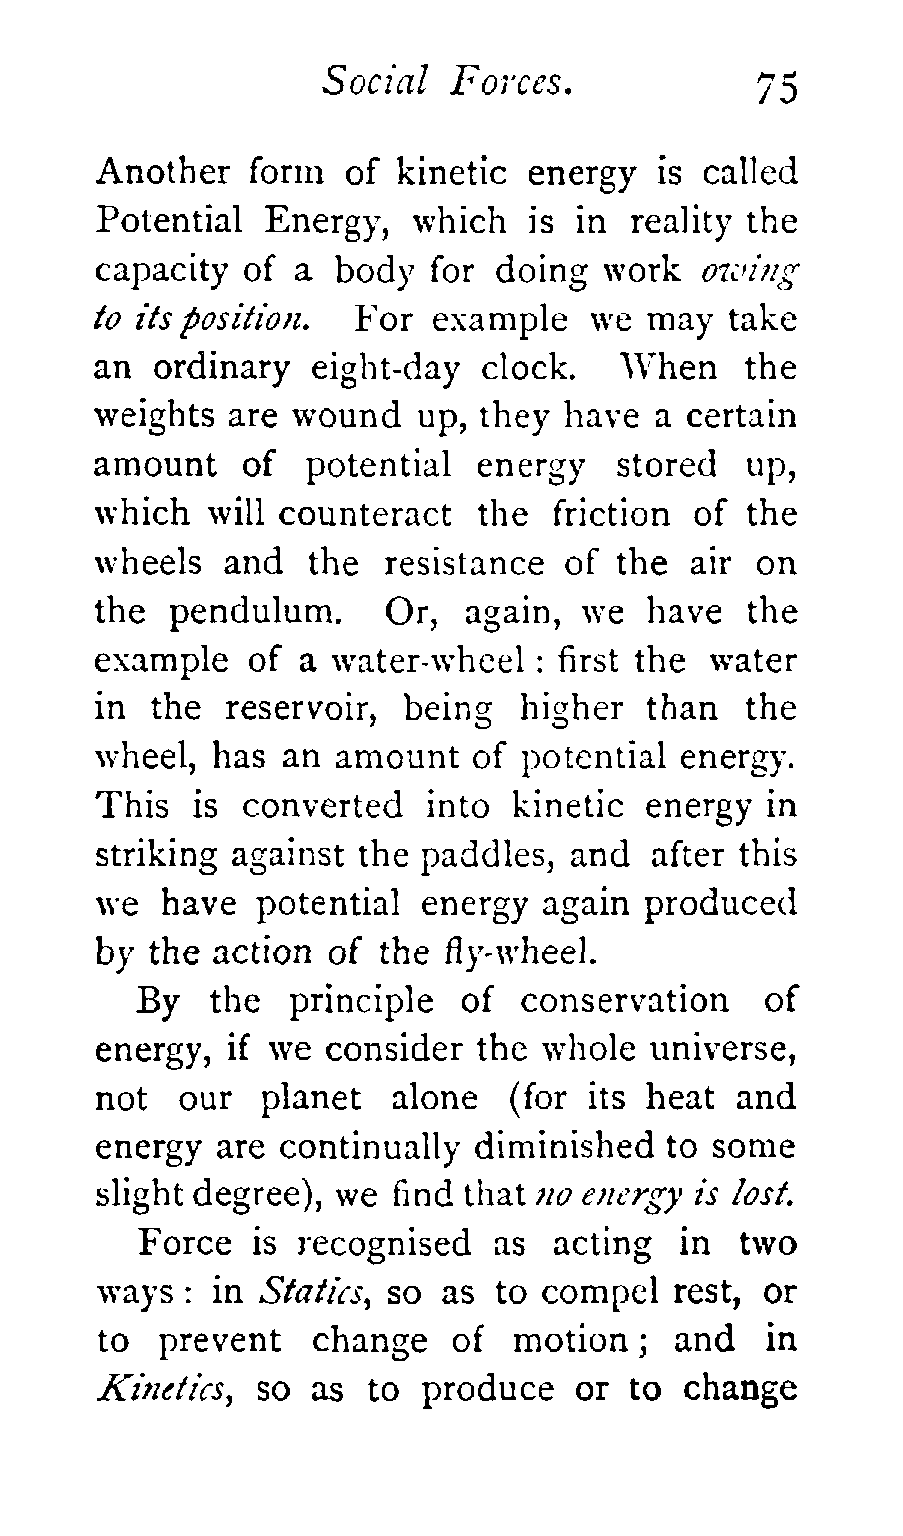 Social Forces. 75
Another form of kinetic energy is called
Potential Energy, which is in reality the
capacity of a body for doing work owing
to its position. For example we may take
an ordinary eight-day clock. When the
weights are wound up, they have a certain
amount of potential energy stored up,
which will counteract the friction of the
wheels and the resistance of the air on
the pendulum. Or, again, we have the
example of a water-wheel : first the water
in the reservoir, being higher than the
wheel, has an amount of potential energy.
This is converted into kinetic energy in
striking against the paddles, and after this
we have potential energy again produced
by the action of the fly-wheel.
By the principle of conservation of
energy, if we consider the whole universe,
not our planet alone (for its heat and
energy are continually diminished to some
slight degree), we find that no energy is lost.
Force is recognised as acting in two
ways : in Statics, so as to compel rest, or
to prevent change of motion ; and in
Kinetics, so as to produce or to change